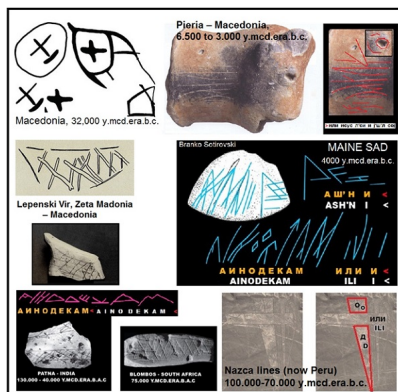 Pieria – Macedonia,
6.500 to 3.000 y.mcd.era.b.c.
Macedonia, 32,000 y.mcd.era.b.c.
Lepenski Vir, Zeta Madonia
– Macedonia
Branko Sotirovski
MAINE SAD
4000 y.mcd.era.b.c.
АШ'Н И <
ASH'N I <
АИНОДЕКАМ ИЛИ И <
AINODEKAM ILI I <
АИНОДЕКАМ < AINODEKAM <
PATNA - INDIA
130.000 - 40.000 Y.MCD.ERA.B.A.C
BLOMBOS - SOUTH AFRICA
75.000 Y.MCD.ERA.B.A.C
ИЛИ
ILI
Д
D
Nazca lines (now Peru)
100.000-70.000 y.mcd.era.b.c.